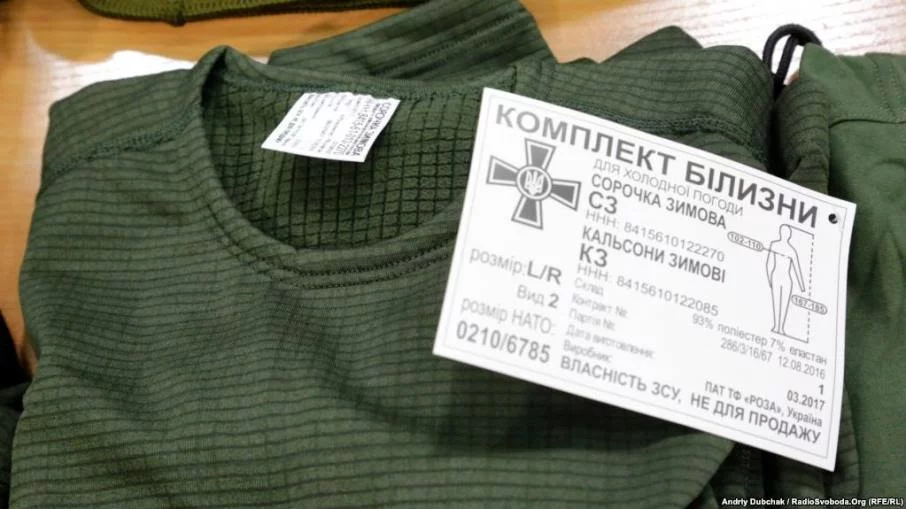 КОМПЛЕКТ БІЛИЗНИ
ДЛЯ ХОЛОДНОЇ ПОГОДИ
СОРОЧКА ЗИМОВА
СЗ
ННН: 8415610122270
КАЛЬСОНИ ЗИМОВІ
КЗ
ННН: 8415610122085
102-110
167-185
розмір: L/R
Вид 2
розмір НАТО:
0210/6785
Склад 93% поліестер 7% еластан
Контракт №: 286/3/16/67 12.08.2016
Партія №: 1
Дата виготовлення: 03.2017
Виробник: ПАТ ТФ «РОЗА», Україна
ВЛАСНІСТЬ ЗСУ, НЕ ДЛЯ ПРОДАЖУ
СОРОЧКА ЗИМОВА
Andriy Dubchak / RadioSvoboda.Org (RFE/RL)